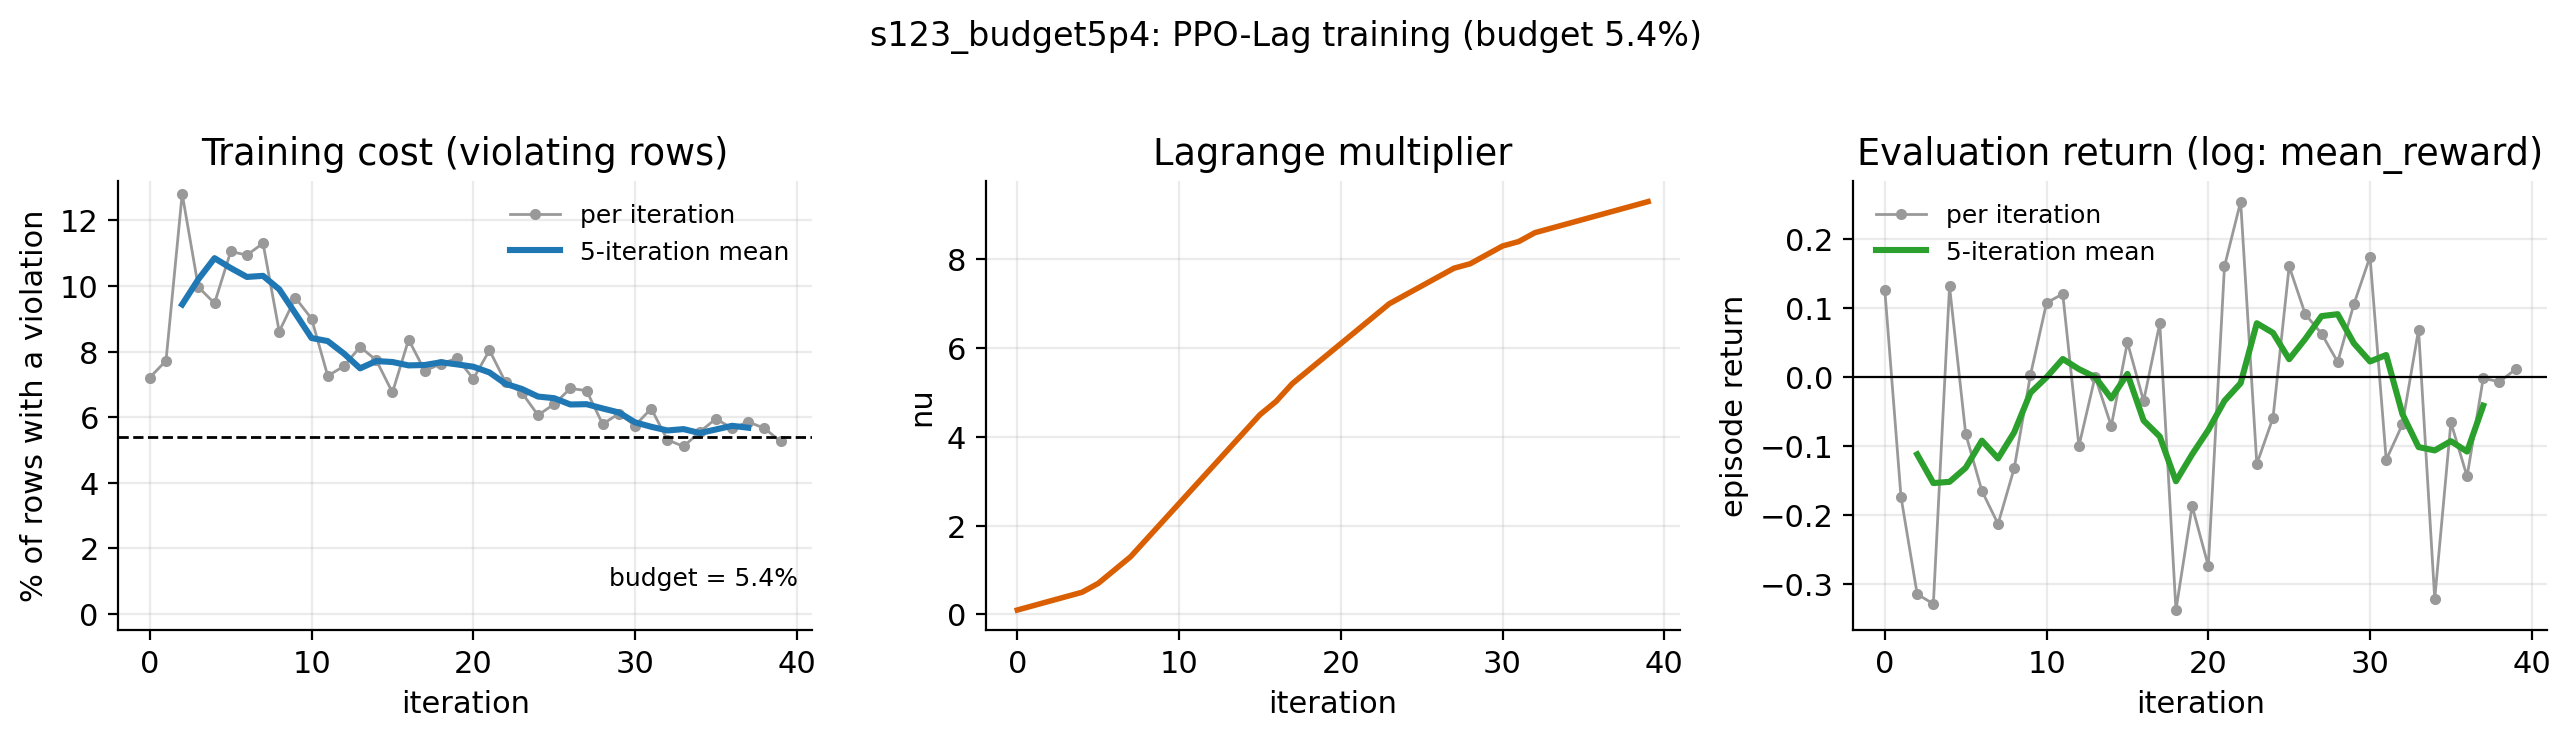 s123_budget5p4: PPO-Lag training (budget 5.4%)
Training cost (violating rows)
% of rows with a violation
12
10
8
6
4
2
0
per iteration
5-iteration mean
budget = 5.4%
0 10 20 30 40
iteration
Lagrange multiplier
nu
8
6
4
2
0
0 10 20 30 40
iteration
Evaluation return (log: mean_reward)
episode return
0.2
0.1
0.0
−0.1
−0.2
−0.3
per iteration
5-iteration mean
0 10 20 30 40
iteration